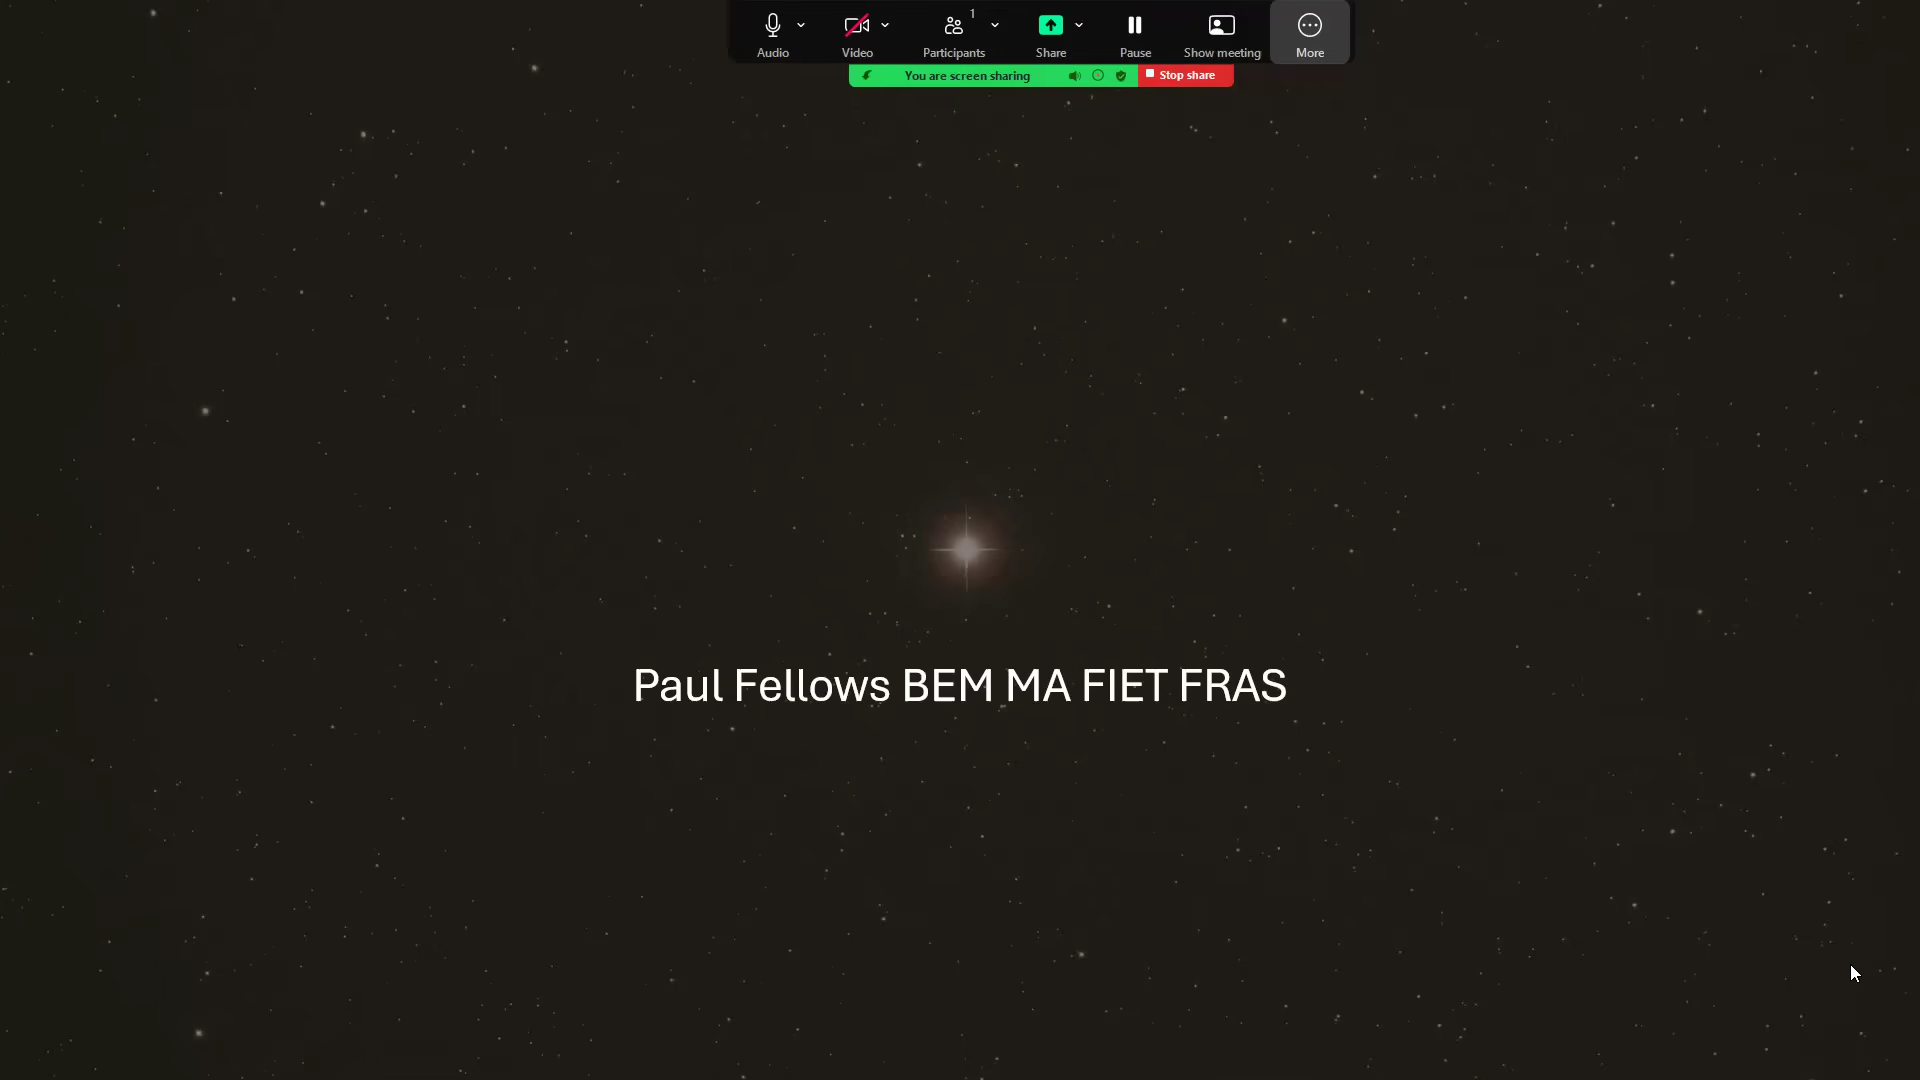 1
Audio
Video
Participants
Share
Pause
Show meeting
More
You are screen sharing
Stop share
Paul Fellows BEM MA FIET FRAS